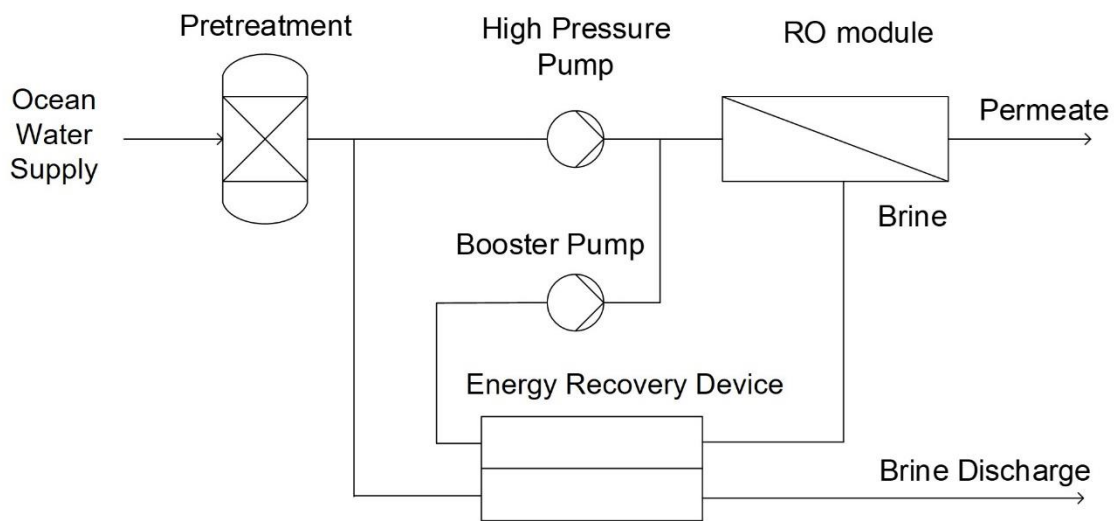 Pretreatment
High Pressure
Pump
RO module
Ocean
Water
Supply
Permeate
Brine
Booster Pump
Energy Recovery Device
Brine Discharge